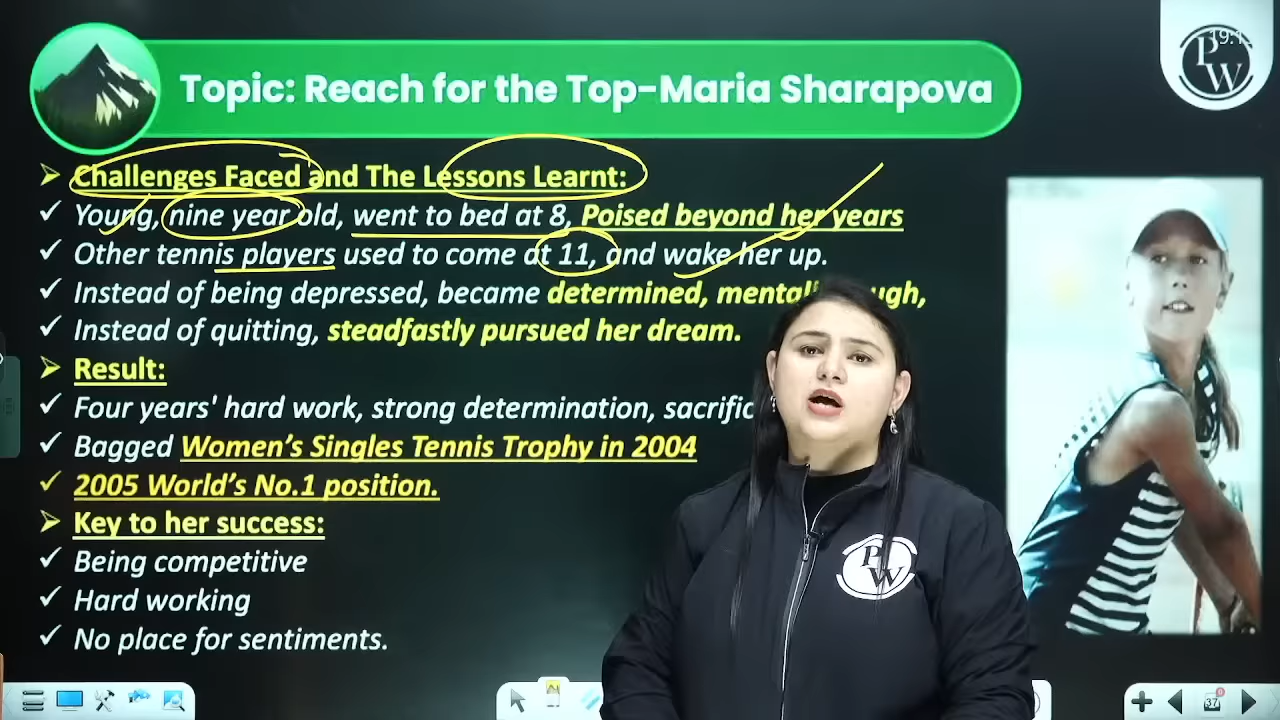 Topic: Reach for the Top-Maria Sharapova
PW
Challenges Faced and The Lessons Learnt:
Young, nine year old, went to bed at 8, Poised beyond her years
Other tennis players used to come at 11, and wake her up.
Instead of being depressed, became determined,
Instead of quitting, steadfastly pursued her dream.
Result:
Four years' hard work, strong determination,
Bagged Women's Singles Tennis Trophy in 2004
2005 World's No.1 position.
Key to her success:
Being competitive
Hard working
No place for sentiments.
PW
37